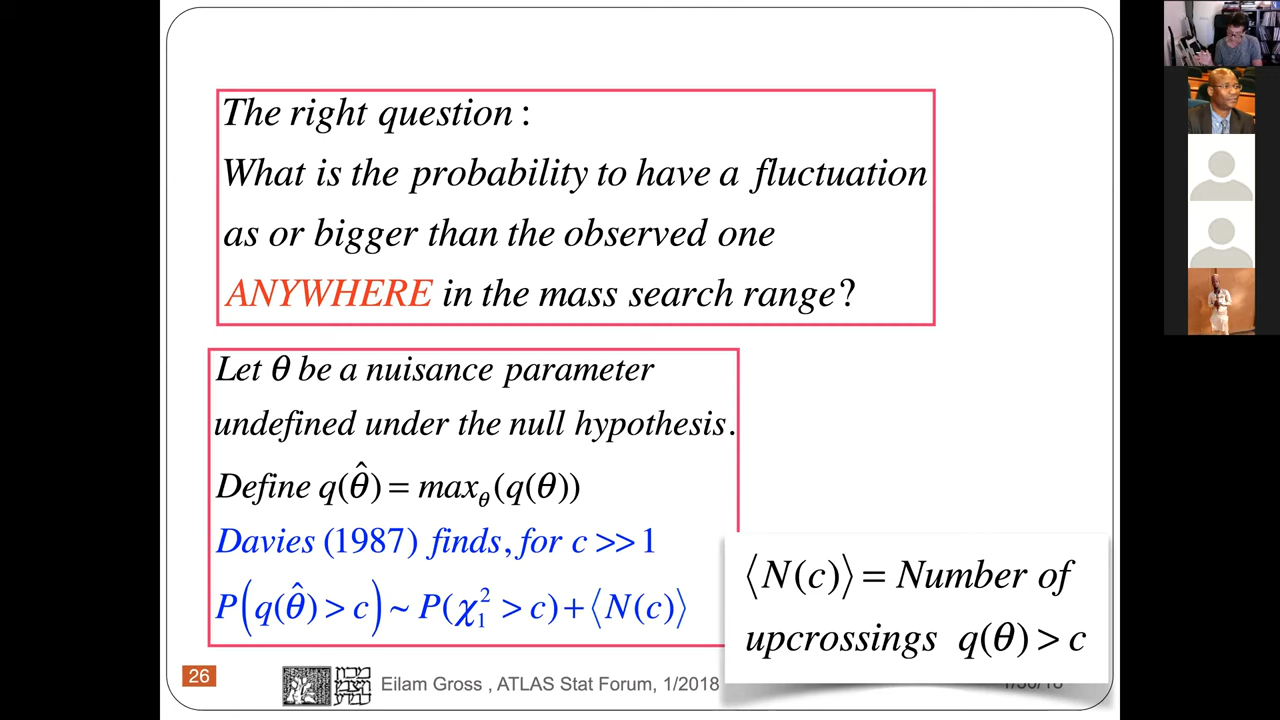 The right question :
What is the probability to have a fluctuation
as or bigger than the observed one
ANYWHERE in the mass search range?
Let θ be a nuisance parameter
undefined under the null hypothesis.
Define q(θ̂) = max_θ(q(θ))
Davies (1987) finds, for c >> 1
P(q(θ̂) > c) ~ P(χ₁² > c) + ⟨N(c)⟩
⟨N(c)⟩ = Number of
upcrossings q(θ) > c
26
Eilam Gross , ATLAS Stat Forum, 1/2018